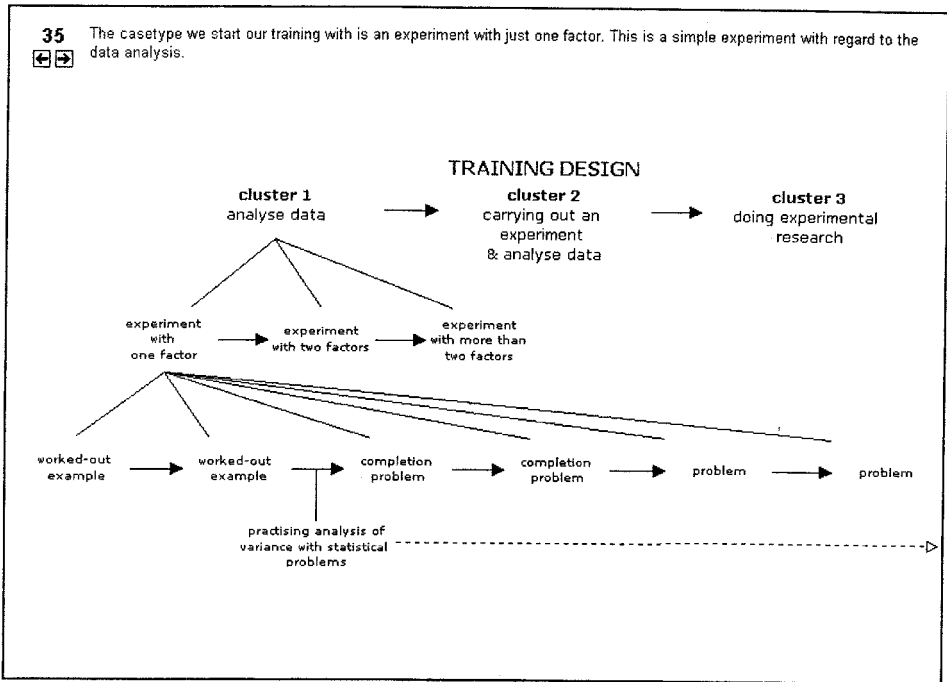 35 The casetype we start our training with is an experiment with just one factor. This is a simple experiment with regard to the
data analysis.
TRAINING DESIGN
cluster 1
analyse data
cluster 2
carrying out an
experiment
& analyse data
cluster 3
doing experimental
research
experiment
with
one factor
experiment
with two factors
experiment
with more than
two factors
worked-out
example
worked-out
example
completion
problem
completion
problem
problem
problem
practising analysis of
variance with statistical
problems